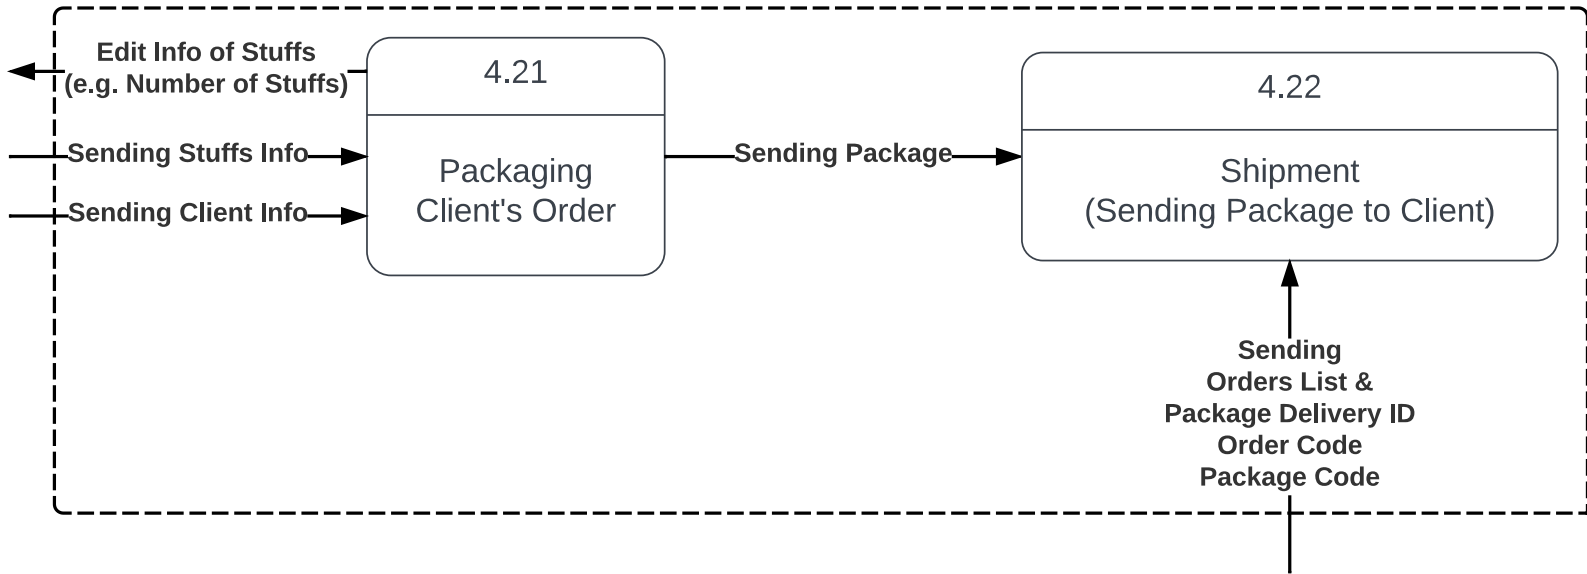 Edit Info of Stuffs
(e.g. Number of Stuffs)
Sending Stuffs Info
Sending Client Info
4.21
Packaging
Client's Order
Sending Package
4.22
Shipment
(Sending Package to Client)
Sending
Orders List &
Package Delivery ID
Order Code
Package Code